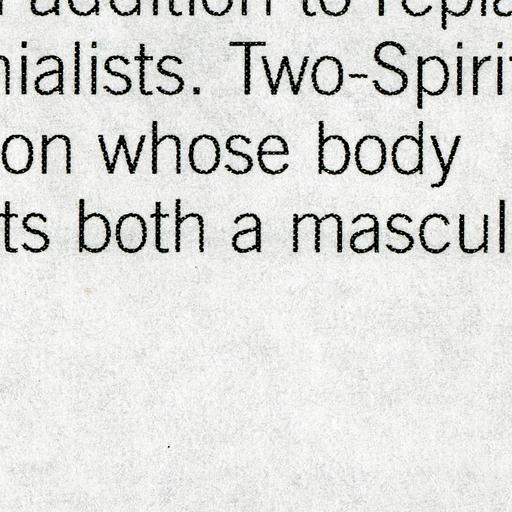 addition to repla
nialists. Two-Spirit
on whose body
ts both a mascul